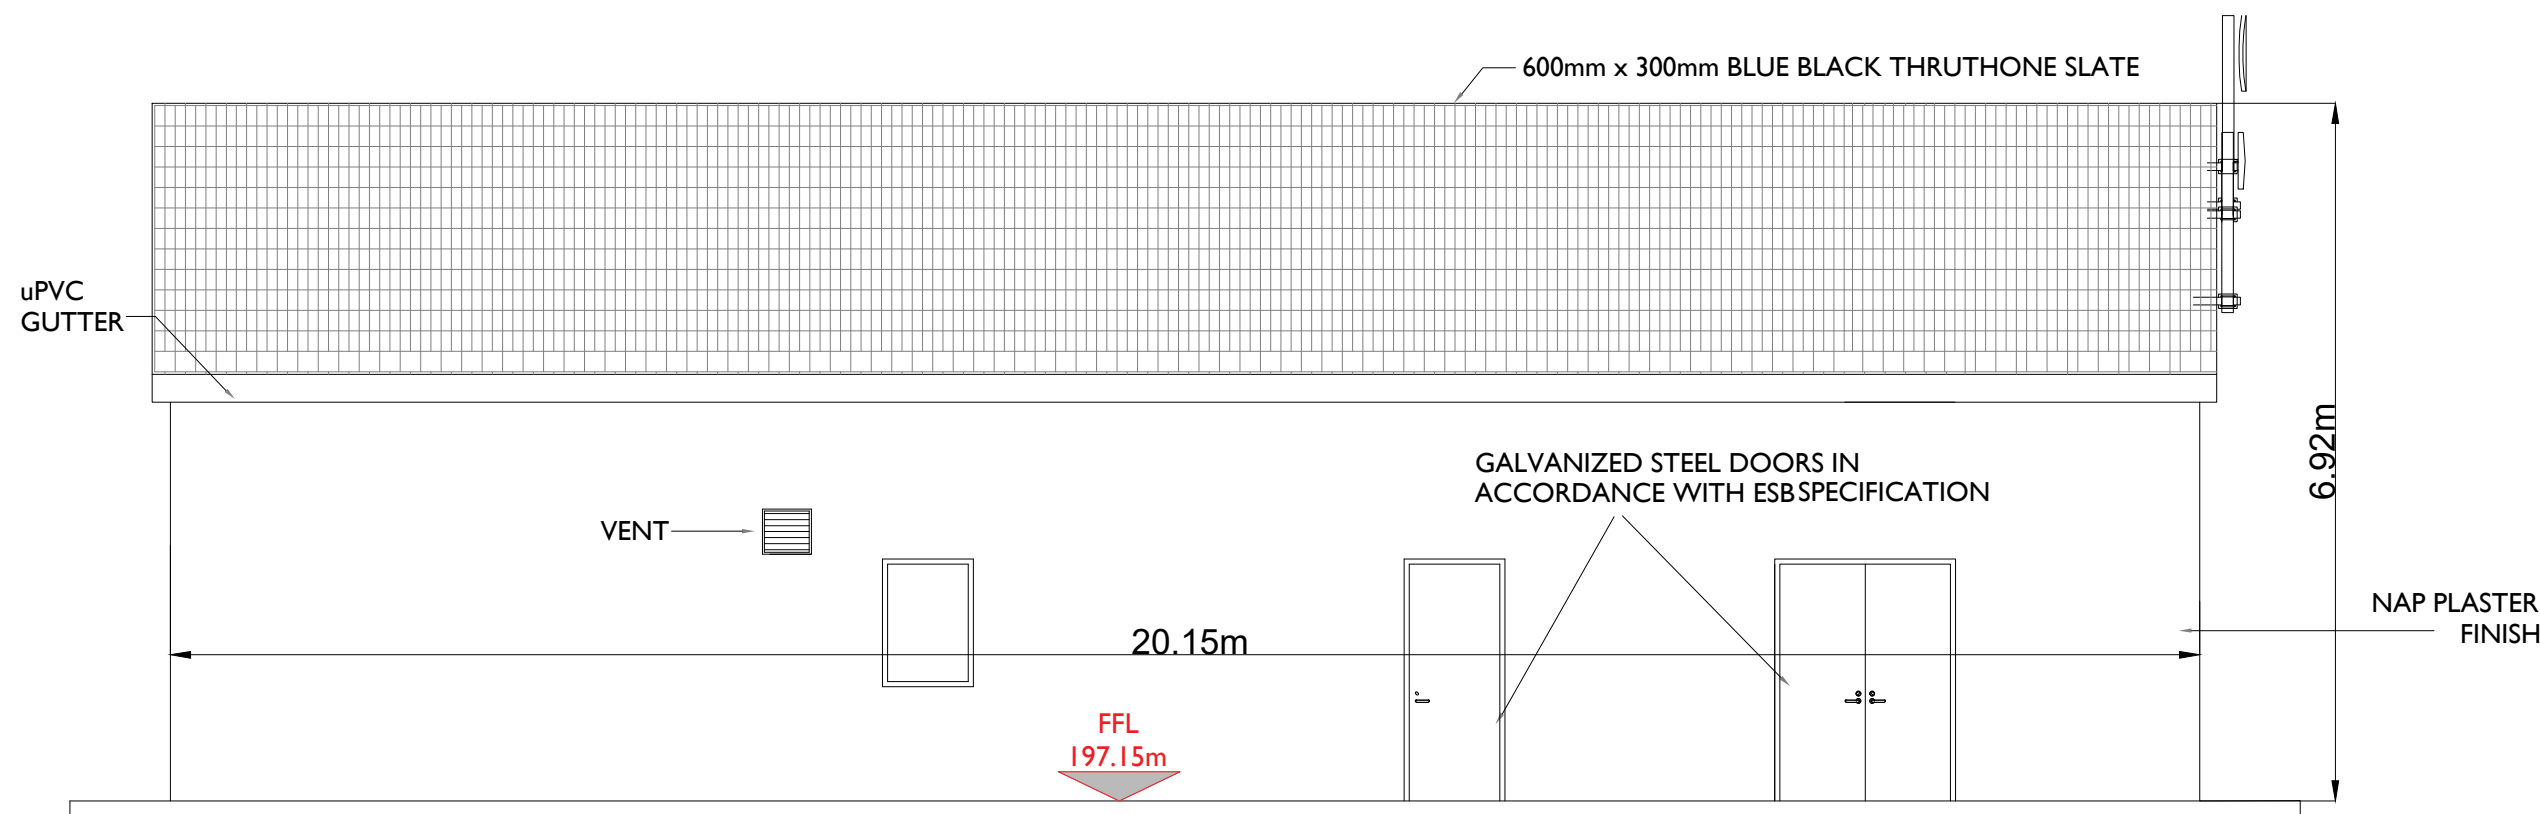 600mm x 300mm BLUE BLACK THRUTHONE SLATE
uPVC
GUTTER
6.92m
GALVANIZED STEEL DOORS IN
ACCORDANCE WITH ESB SPECIFICATION
VENT
NAP PLASTER
FINISH
20.15m
FFL
197.15m